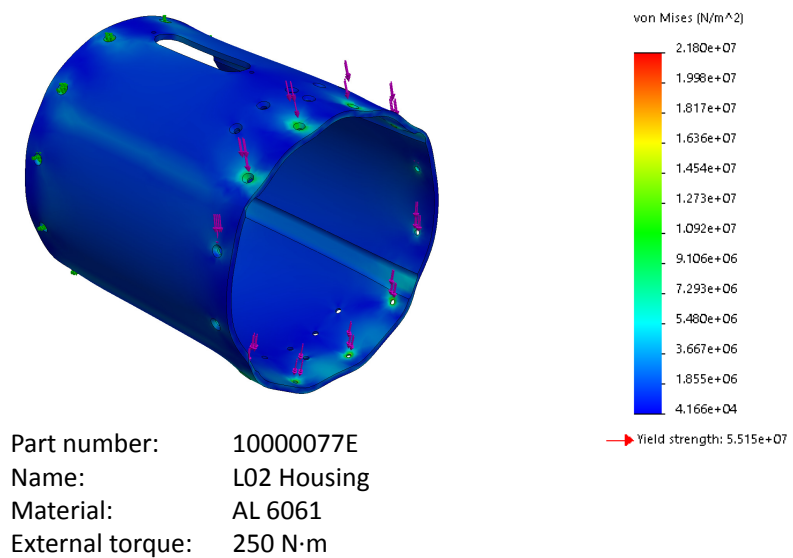 von Mises (N/m^2)
2.180e+07
1.998e+07
1.817e+07
1.636e+07
1.454e+07
1.273e+07
1.092e+07
9.106e+06
7.293e+06
5.480e+06
3.667e+06
1.855e+06
4.166e+04
Yield strength: 5.515e+07
Part number: 10000077E
Name: L02 Housing
Material: AL 6061
External torque: 250 N·m